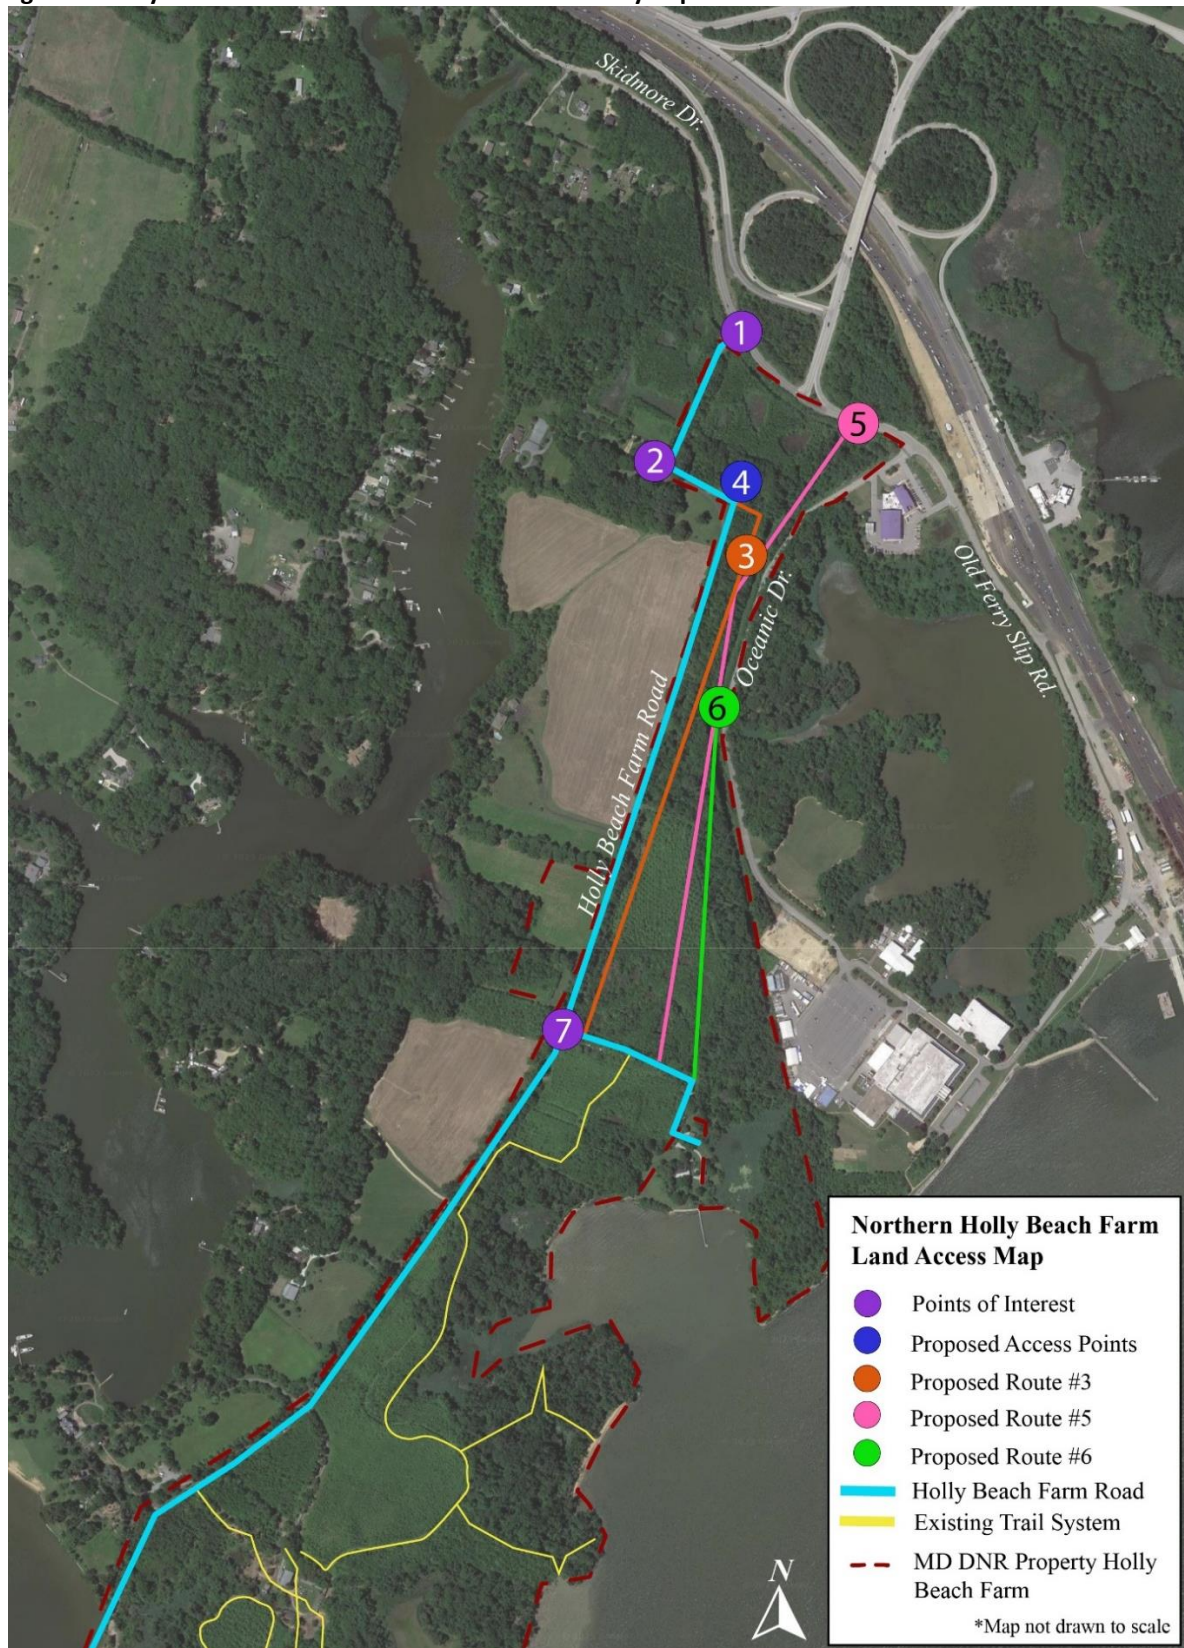 Skidmore Dr.
1
5
2
4
3
Oceanic Dr.
Old Ferry Slip Rd.
6
Holly Beach Farm Road
7
Northern Holly Beach Farm
Land Access Map
Points of Interest
Proposed Access Points
Proposed Route #3
Proposed Route #5
Proposed Route #6
Holly Beach Farm Road
Existing Trail System
MD DNR Property Holly
Beach Farm
*Map not drawn to scale
N